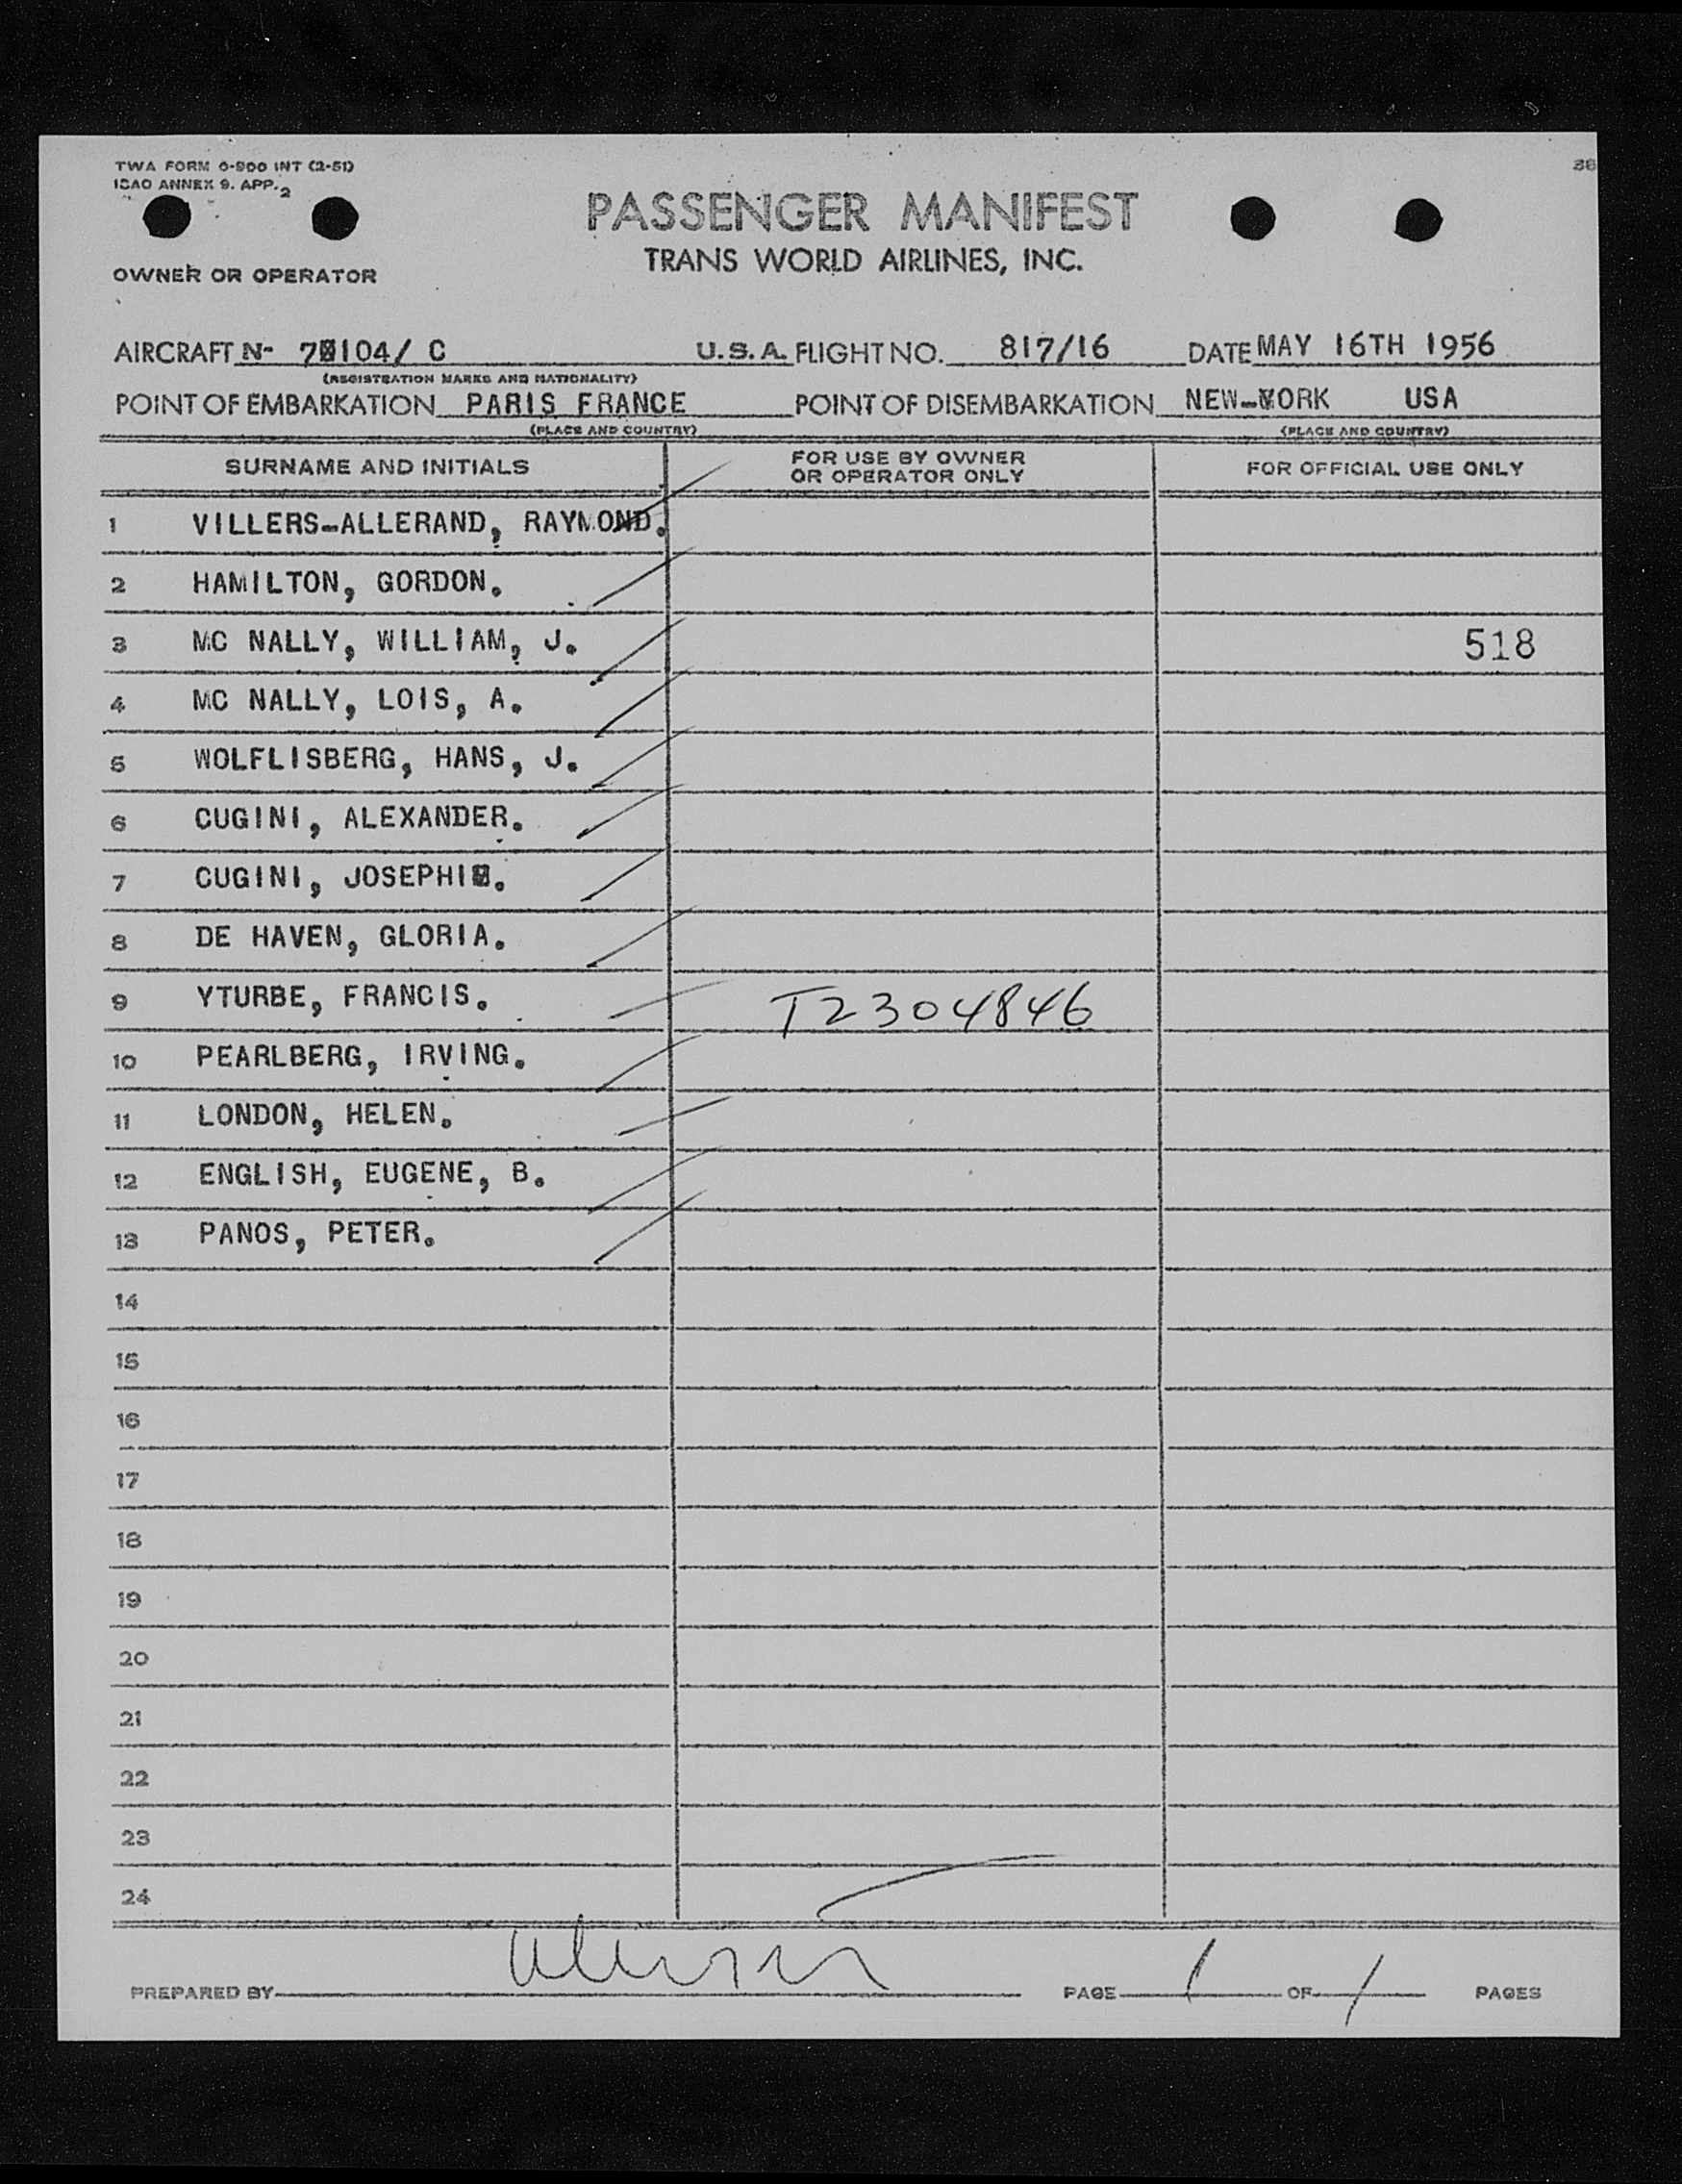 TWA FORM O-900 INT (2-51)
ICAO ANNEX 9. APP. 2
38
PASSENGER MANIFEST
TRANS WORLD AIRLINES, INC.
OWNER OR OPERATOR
AIRCRAFT N- 104/ C U.S.A. FLIGHT NO. 817/16 DATE MAY 16TH 1956
(REGISTRATION MARKS AND NATIONALITY)
POINT OF EMBARKATION PARIS FRANCE POINT OF DISEMBARKATION NEW-YORK USA
(PLACE AND COUNTRY) (PLACE AND COUNTRY)
SURNAME AND INITIALS FOR USE BY OWNER OR OPERATOR ONLY FOR OFFICIAL USE ONLY
1 VILLERS-ALLERAND, RAYMOND.
2 HAMILTON, GORDON.
3 MC NALLY, WILLIAM, J. 518
4 MC NALLY, LOIS, A.
5 WOLFLISBERG, HANS, J.
6 CUGINI, ALEXANDER.
7 CUGINI,
8 DE HAVEN, GLORIA.
9 YTURBE, FRANCIS. T2304846
10 PEARLBERG, IRVING.
11 LONDON, HELEN.
12 ENGLISH, EUGENE, B.
13 PANOS, PETER.
14
15
16
17
18
19
20
21
22
23
24
PREPARED BY PAGE 1 OF 1 PAGES